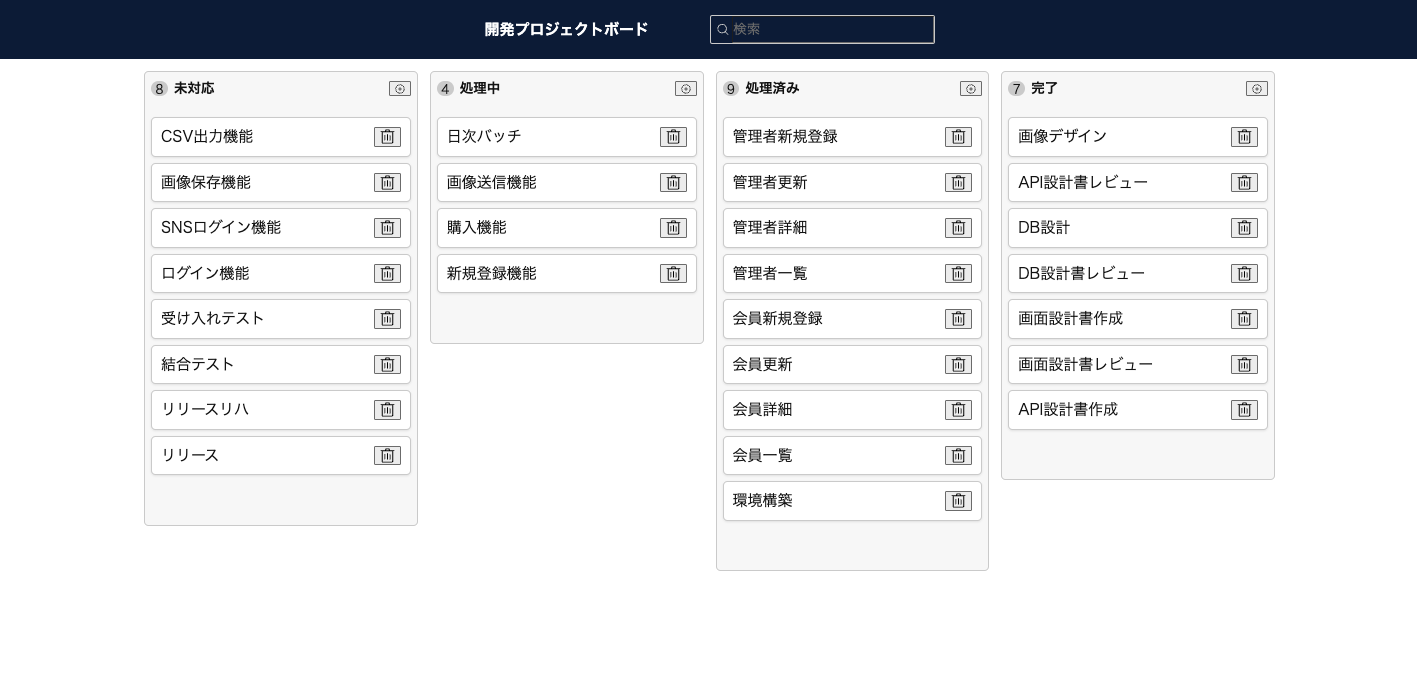 開発プロジェクトボード
検索
8 未対応
CSV出力機能
画像保存機能
SNSログイン機能
ログイン機能
受け入れテスト
結合テスト
リリースリハ
リリース
4 処理中
日次バッチ
画像送信機能
購入機能
新規登録機能
9 処理済み
管理者新規登録
管理者更新
管理者詳細
管理者一覧
会員新規登録
会員更新
会員詳細
会員一覧
環境構築
7 完了
画像デザイン
API設計書レビュー
DB設計
DB設計書レビュー
画面設計書作成
画面設計書レビュー
API設計書作成